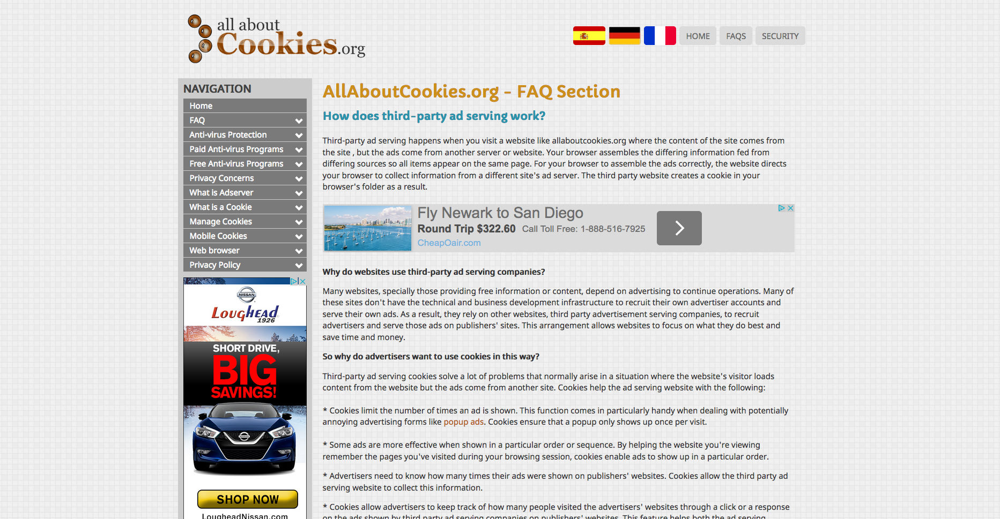 all about
Cookies.org
HOME
FAQS
SECURITY
NAVIGATION
Home
FAQ
Anti-virus Protection
Paid Anti-virus Programs
Free Anti-virus Programs
Privacy Concerns
What is Adserver
What is a Cookie
Manage Cookies
Mobile Cookies
Web browser
Privacy Policy
NISSAN
LOUGHEAD
1926
SHORT DRIVE,
BIG
SAVINGS!
SHOP NOW
LougheadNissan.com
AllAboutCookies.org - FAQ Section
How does third-party ad serving work?
Third-party ad serving happens when you visit a website like allaboutcookies.org where the content of the site comes from
the site , but the ads come from another server or website. Your browser assembles the differing information fed from
differing sources so all items appear on the same page. For your browser to assemble the ads correctly, the website directs
your browser to collect information from a different site's ad server. The third party website creates a cookie in your
browser's folder as a result.
Fly Newark to San Diego
Round Trip $322.60 Call Toll Free: 1-888-516-7925
CheapOair.com
Why do websites use third-party ad serving companies?
Many websites, specially those providing free information or content, depend on advertising to continue operations. Many of
these sites don't have the technical and business development infrastructure to recruit their own advertiser accounts and
serve their own ads. As a result, they rely on other websites, third party advertisement serving companies, to recruit
advertisers and serve those ads on publishers' sites. This arrangement allows websites to focus on what they do best and
save time and money.
So why do advertisers want to use cookies in this way?
Third-party ad serving cookies solve a lot of problems that normally arise in a situation where the website's visitor loads
content from the website but the ads come from another site. Cookies help the ad serving website with the following:
* Cookies limit the number of times an ad is shown. This function comes in particularly handy when dealing with potentially
annoying advertising forms like popup ads. Cookies ensure that a popup only shows up once per visit.
* Some ads are more effective when shown in a particular order or sequence. By helping the website you're viewing
remember the pages you've visited during your browsing session, cookies enable ads to show up in a particular order.
* Advertisers need to know how many times their ads were shown on publishers' websites. Cookies allow the third party ad
serving website to collect this information.
* Cookies allow advertisers to keep track of how many people visited the advertisers' websites through a click or a response
on the ads shown by third party ad serving companies on publishers' websites. This feature helps both the ad serving